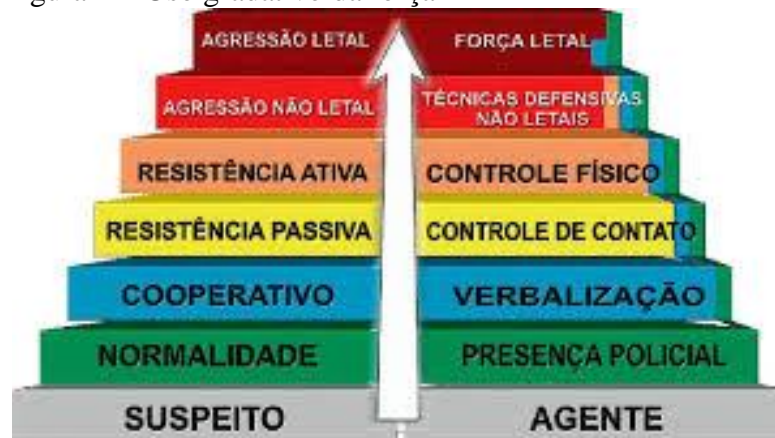 AGRESSÃO LETAL FORÇA LETAL
AGRESSÃO NÃO LETAL TÉCNICAS DEFENSIVAS
NÃO LETAIS
RESISTÊNCIA ATIVA CONTROLE FÍSICO
RESISTÊNCIA PASSIVA CONTROLE DE CONTATO
COOPERATIVO VERBALIZAÇÃO
NORMALIDADE PRESENÇA POLICIAL
SUSPEITO AGENTE